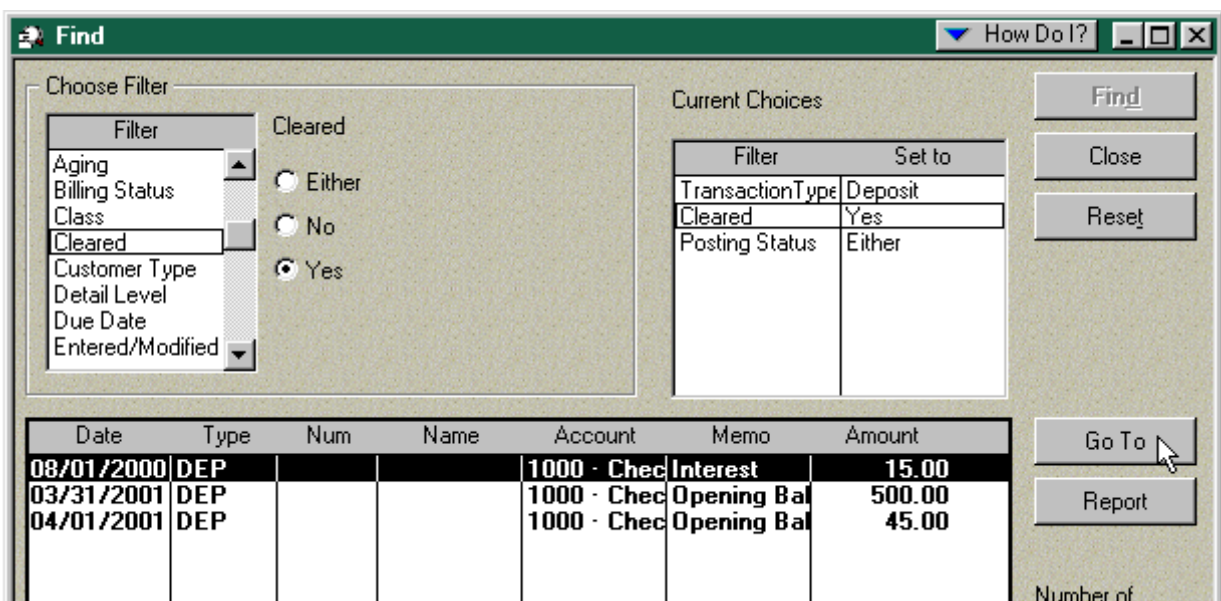 Find
How Do I?
Choose Filter
Filter
Aging
Billing Status
Class
Cleared
Customer Type
Detail Level
Due Date
Entered/Modified
Cleared
Either
No
Yes
Current Choices
Filter Set to
TransactionType Deposit
Cleared Yes
Posting Status Either
Find
Close
Reset
Date Type Num Name Account Memo Amount
08/01/2000 DEP 1000 · Chec Interest 15.00
03/31/2001 DEP 1000 · Chec Opening Bal 500.00
04/01/2001 DEP 1000 · Chec Opening Bal 45.00
Go To
Report
Number of